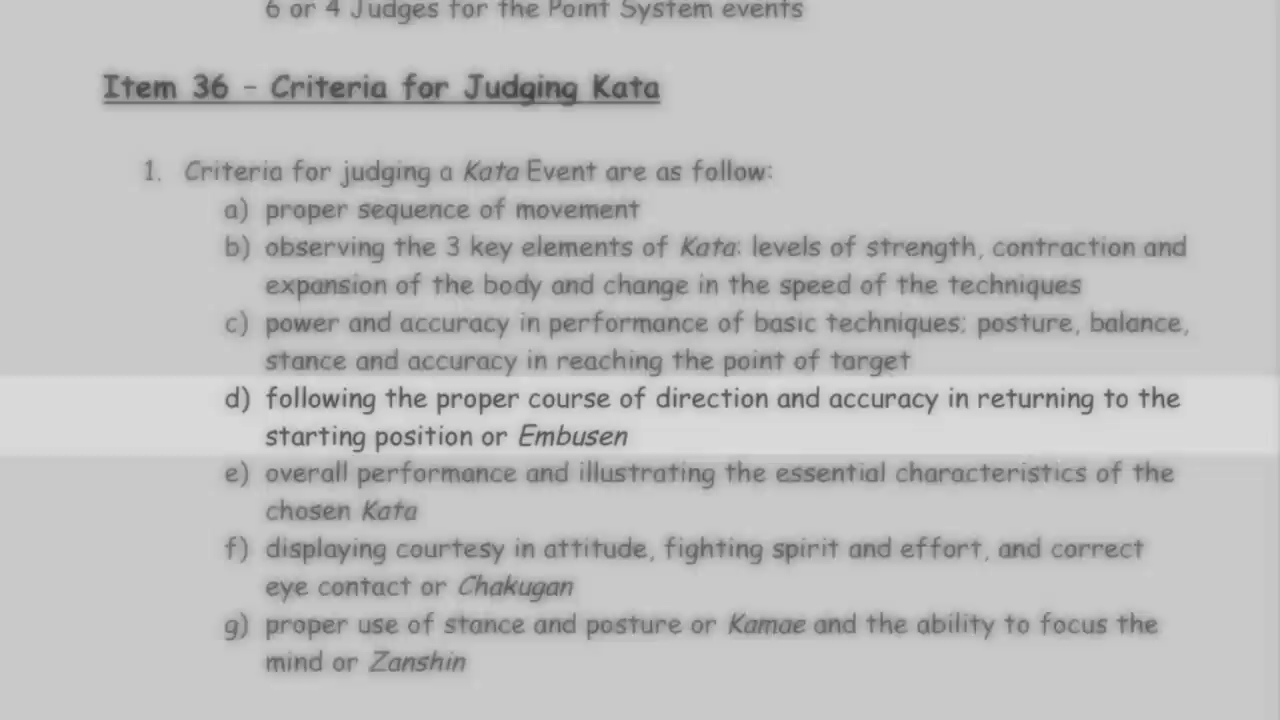 6 or 4 Judges for the Point System events
Item 36 - Criteria for Judging Kata
1. Criteria for judging a Kata Event are as follow:
a) proper sequence of movement
b) observing the 3 key elements of Kata: levels of strength, contraction and
expansion of the body and change in the speed of the techniques
c) power and accuracy in performance of basic techniques: posture, balance,
stance and accuracy in reaching the point of target
d) following the proper course of direction and accuracy in returning to the
starting position or Embusen
e) overall performance and illustrating the essential characteristics of the
chosen Kata
f) displaying courtesy in attitude, fighting spirit and effort, and correct
eye contact or Chakugan
g) proper use of stance and posture or Kamae and the ability to focus the
mind or Zanshin